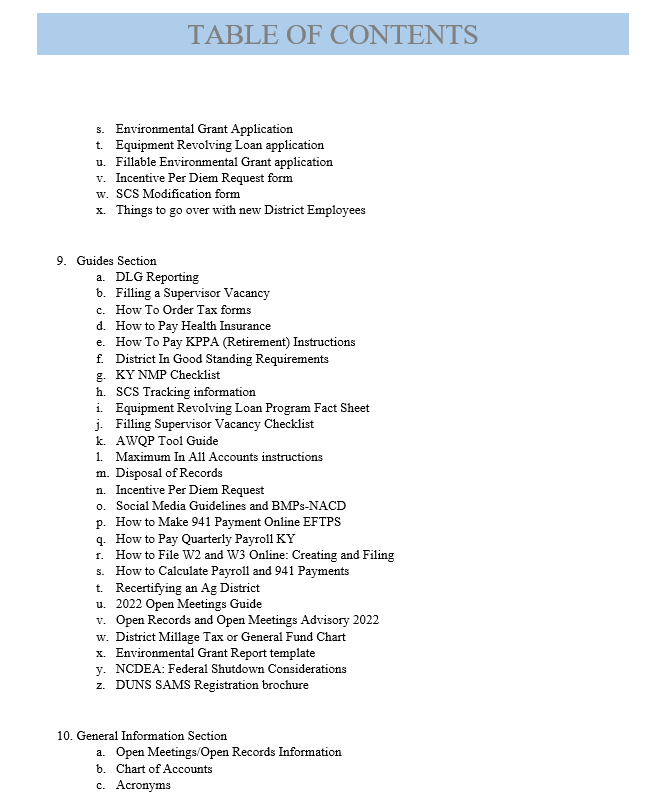 TABLE OF CONTENTS
s. Environmental Grant Application
t. Equipment Revolving Loan application
u. Fillable Environmental Grant application
v. Incentive Per Diem Request form
w. SCS Modification form
x. Things to go over with new District Employees
9. Guides Section
a. DLG Reporting
b. Filling a Supervisor Vacancy
c. How To Order Tax forms
d. How to Pay Health Insurance
e. How To Pay KPPA (Retirement) Instructions
f. District In Good Standing Requirements
g. KY NMP Checklist
h. SCS Tracking information
i. Equipment Revolving Loan Program Fact Sheet
j. Filling Supervisor Vacancy Checklist
k. AWQP Tool Guide
l. Maximum In All Accounts instructions
m. Disposal of Records
n. Incentive Per Diem Request
o. Social Media Guidelines and BMPs-NACD
p. How to Make 941 Payment Online EFTPS
q. How to Pay Quarterly Payroll KY
r. How to File W2 and W3 Online: Creating and Filing
s. How to Calculate Payroll and 941 Payments
t. Recertifying an Ag District
u. 2022 Open Meetings Guide
v. Open Records and Open Meetings Advisory 2022
w. District Millage Tax or General Fund Chart
x. Environmental Grant Report template
y. NCDEA: Federal Shutdown Considerations
z. DUNS SAMS Registration brochure
10. General Information Section
a. Open Meetings/Open Records Information
b. Chart of Accounts
c. Acronyms